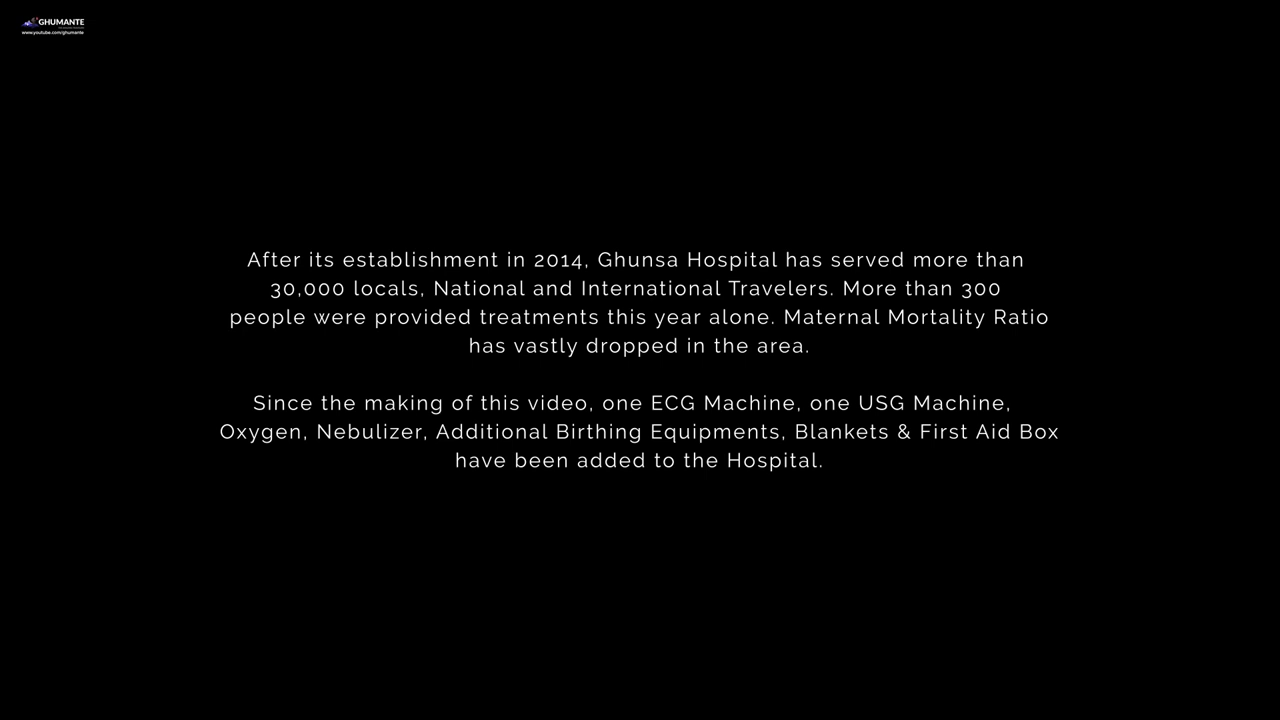 GHUMANTE
www.youtube.com/ghumante
After its establishment in 2014, Ghunsa Hospital has served more than
30,000 locals, National and International Travelers. More than 300
people were provided treatments this year alone. Maternal Mortality Ratio
has vastly dropped in the area.
Since the making of this video, one ECG Machine, one USG Machine,
Oxygen, Nebulizer, Additional Birthing Equipments, Blankets & First Aid Box
have been added to the Hospital.